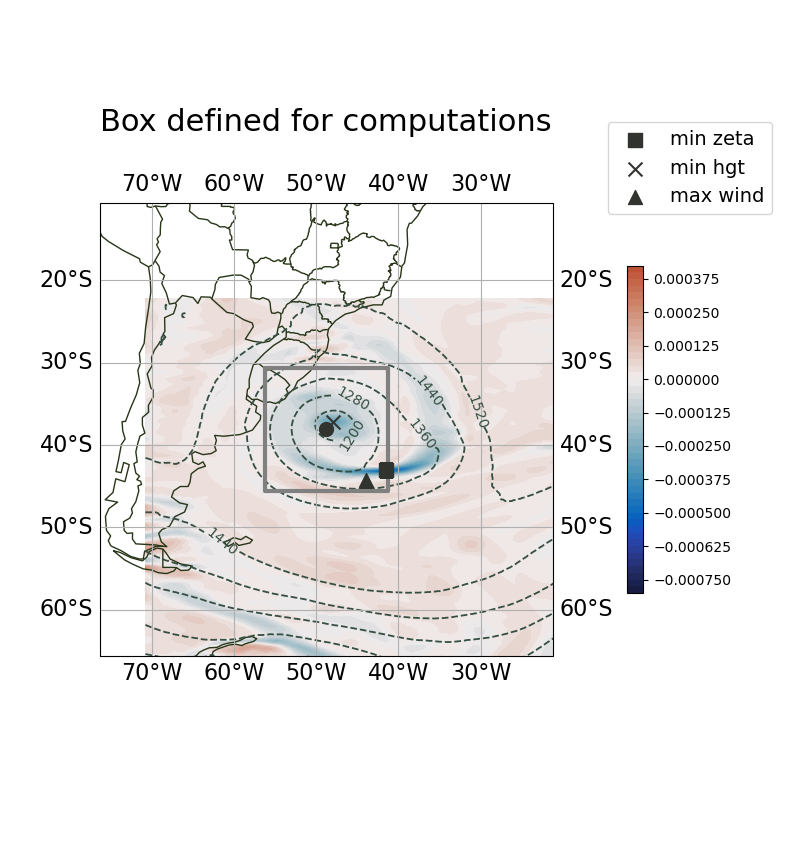 Box defined for computations
min zeta
min hgt
max wind
70°W 60°W 50°W 40°W 30°W
20°S 20°S
30°S 30°S
40°S 40°S
50°S 50°S
60°S 60°S
1280
1200
1440
1360
1520
1440
70°W 60°W 50°W 40°W 30°W
0.000375
0.000250
0.000125
0.000000
−0.000125
−0.000250
−0.000375
−0.000500
−0.000625
−0.000750